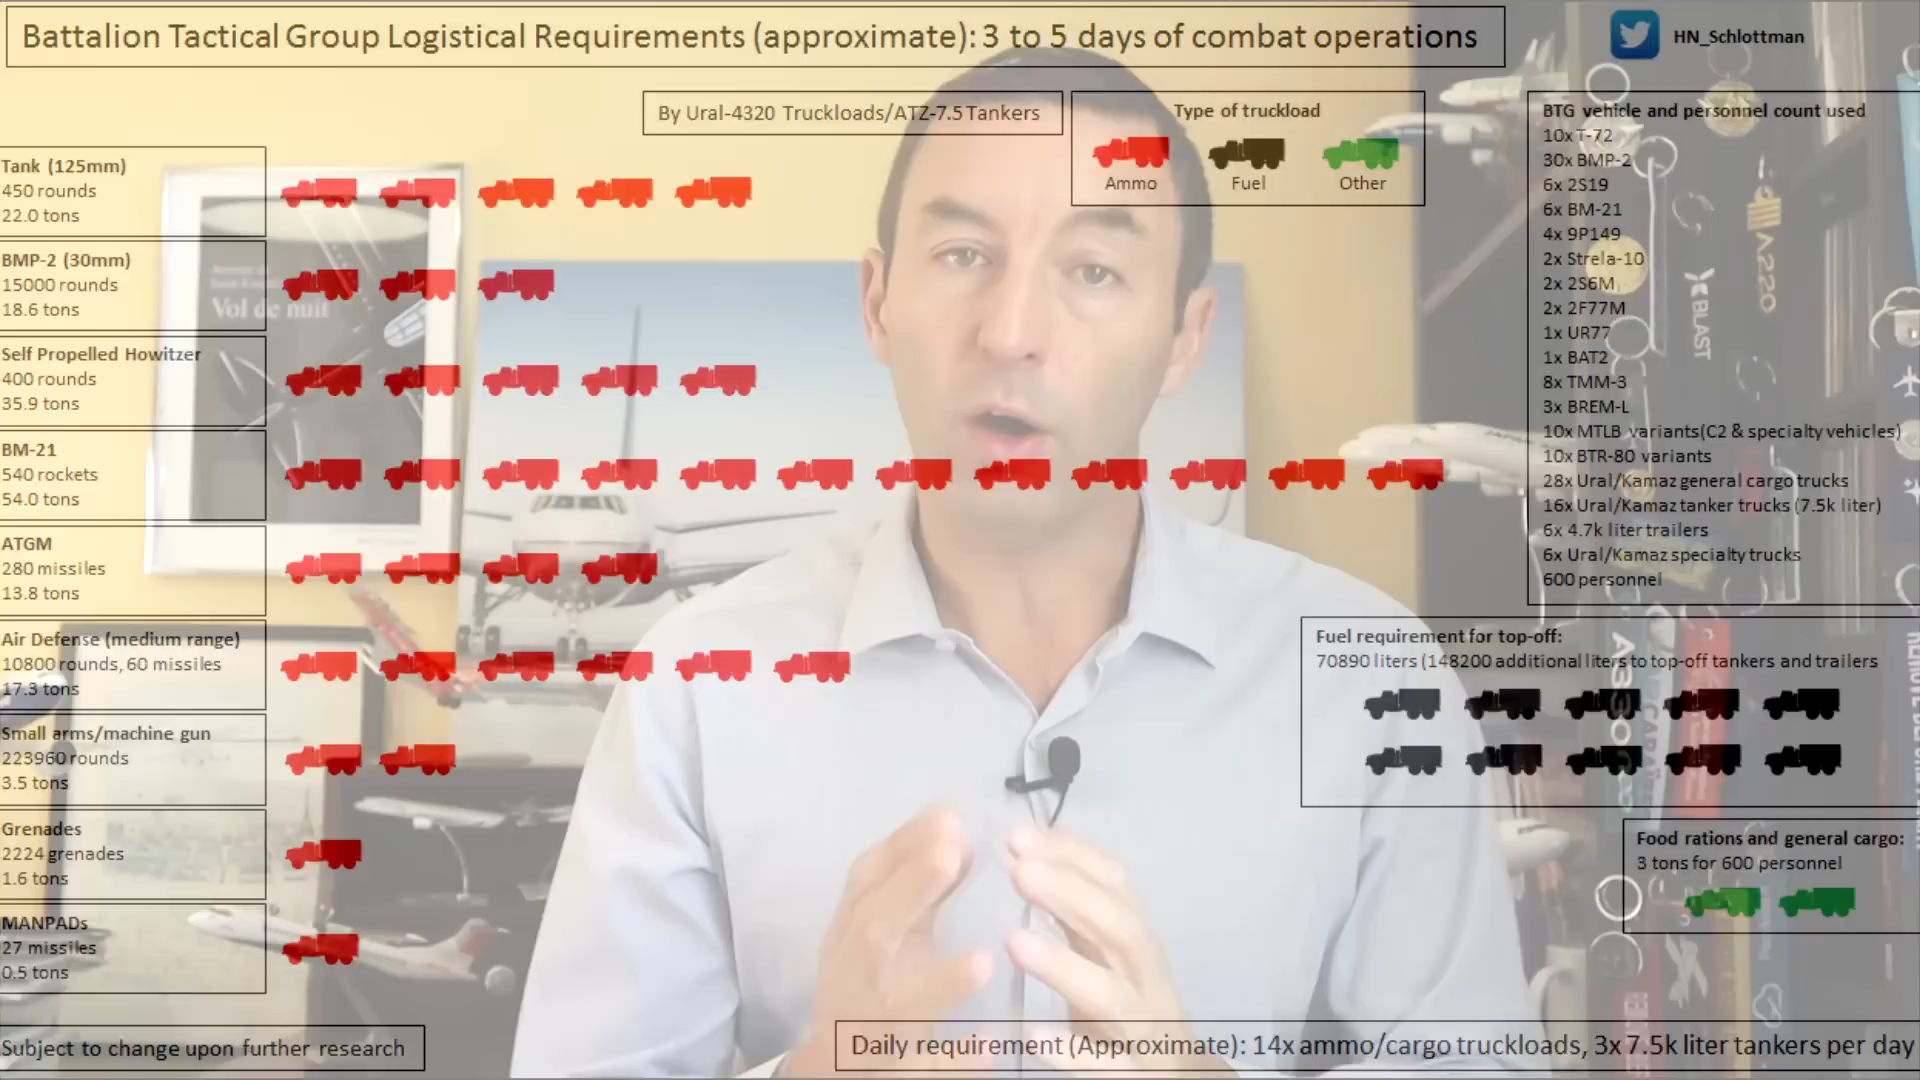 Battalion Tactical Group Logistical Requirements (approximate): 3 to 5 days of combat operations
HN_Schlottman
By Ural-4320 Truckloads/ATZ-7.5 Tankers
Type of truckload
Ammo
Fuel
Other
Tank (125mm)
450 rounds
22.0 tons
BMP-2 (30mm)
15000 rounds
18.6 tons
Self Propelled Howitzer
400 rounds
35.9 tons
BM-21
540 rockets
54.0 tons
ATGM
280 missiles
13.8 tons
Air Defense (medium range)
10800 rounds, 60 missiles
17.3 tons
Small arms/machine gun
223960 rounds
3.5 tons
Grenades
2224 grenades
1.6 tons
MANPADs
27 missiles
0.5 tons
Subject to change upon further research
BTG vehicle and personnel count used
10x T-72
30x BMP-2
6x 2S19
6x BM-21
4x 9P149
2x Strela-10
2x 2S6M
2x 2F77M
1x UR77
1x BAT2
8x TMM-3
3x BREM-L
10x MTLB variants(C2 & specialty vehicles)
10x BTR-80 variants
28x Ural/Kamaz general cargo trucks
16x Ural/Kamaz tanker trucks (7.5k liter)
6x 4.7k liter trailers
6x Ural/Kamaz specialty trucks
600 personnel
Fuel requirement for top-off:
70890 liters (148200 additional liters to top-off tankers and trailers
Food rations and general cargo:
3 tons for 600 personnel
Daily requirement (Approximate): 14x ammo/cargo truckloads, 3x 7.5k liter tankers per day
Vol de nuit
A220
BLAST